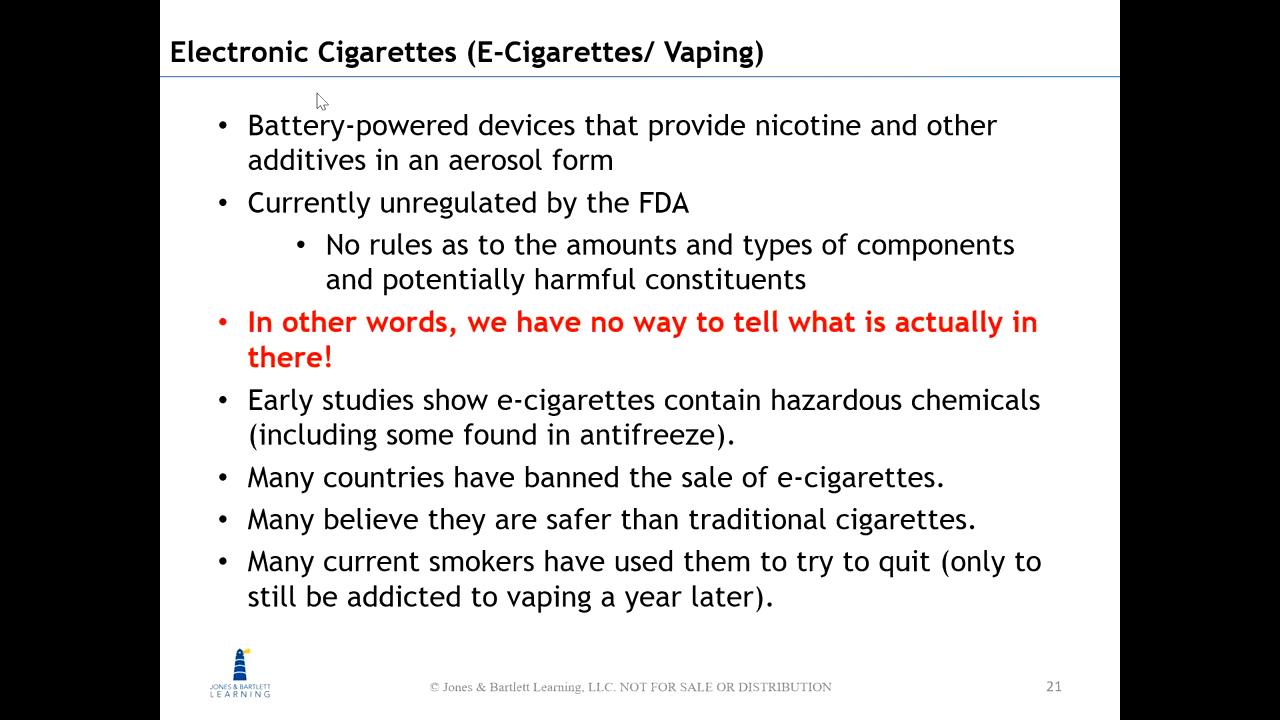 Electronic Cigarettes (E-Cigarettes/ Vaping)
• Battery-powered devices that provide nicotine and other
additives in an aerosol form
• Currently unregulated by the FDA
• No rules as to the amounts and types of components
and potentially harmful constituents
• In other words, we have no way to tell what is actually in
there!
• Early studies show e-cigarettes contain hazardous chemicals
(including some found in antifreeze).
• Many countries have banned the sale of e-cigarettes.
• Many believe they are safer than traditional cigarettes.
• Many current smokers have used them to try to quit (only to
still be addicted to vaping a year later).
JONES & BARTLETT
LEARNING
© Jones & Bartlett Learning, LLC. NOT FOR SALE OR DISTRIBUTION
21